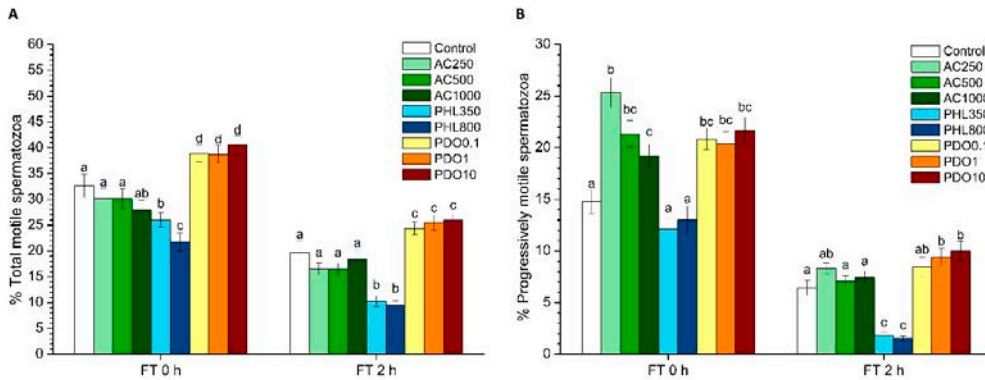 A
% Total motile spermatozoa
60
55
50
45
40
35
30
25
20
15
10
5
0
a a a ab b c d d d
a a a a b b c c c
FT 0 h FT 2 h
Control
AC250
AC500
AC1000
PHL350
PHL800
PDO0.1
PDO1
PDO10
B
% Progressively motile spermatozoa
30
25
20
15
10
5
0
a b bc c a a bc bc bc
a ab a a c c ab b b
FT 0 h FT 2 h
Control
AC250
AC500
AC1000
PHL350
PHL800
PDO0.1
PDO1
PDO10